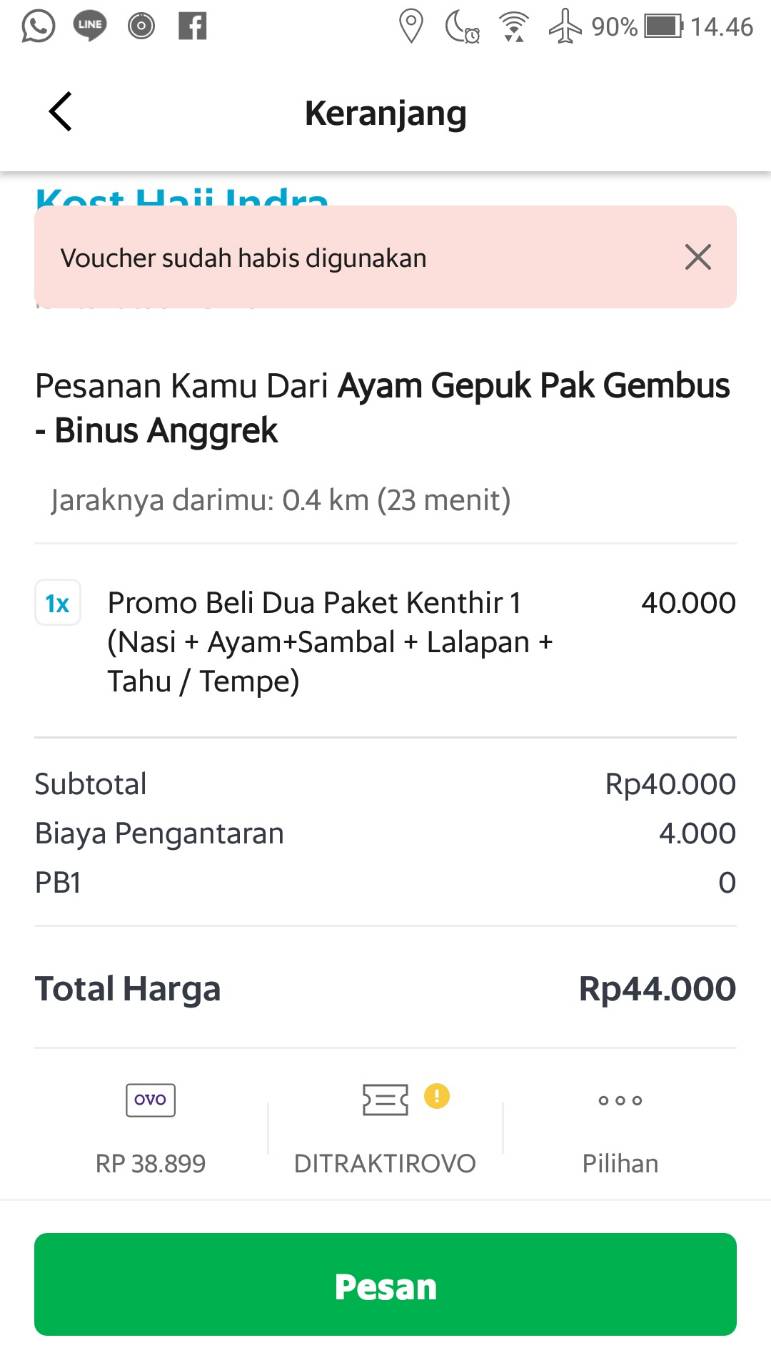 LINE
90% 14.46
Keranjang
Kost Haji Indra
Voucher sudah habis digunakan
Pesanan Kamu Dari Ayam Gepuk Pak Gembus
- Binus Anggrek
Jaraknya darimu: 0.4 km (23 menit)
1x Promo Beli Dua Paket Kenthir 1 40.000
(Nasi + Ayam+Sambal + Lalapan +
Tahu / Tempe)
Subtotal Rp40.000
Biaya Pengantaran 4.000
PB1 0
Total Harga Rp44.000
OVO
RP 38.899 DITRAKTIROVO Pilihan
Pesan